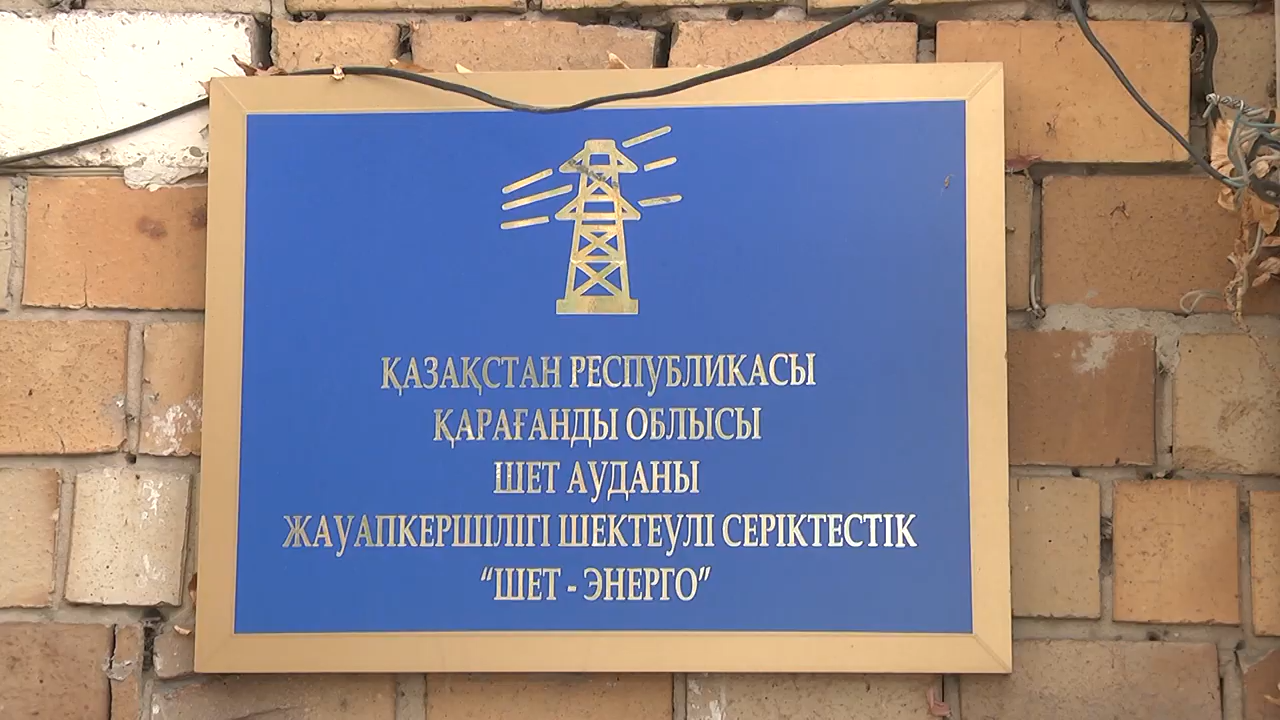 ҚАЗАҚСТАН РЕСПУБЛИКАСЫ
ҚАРАҒАНДЫ ОБЛЫСЫ
ШЕТ АУДАНЫ
ЖАУАПКЕРШІЛІГІ ШЕКТЕУЛІ СЕРІКТЕСТІК
“ШЕТ - ЭНЕРГО”